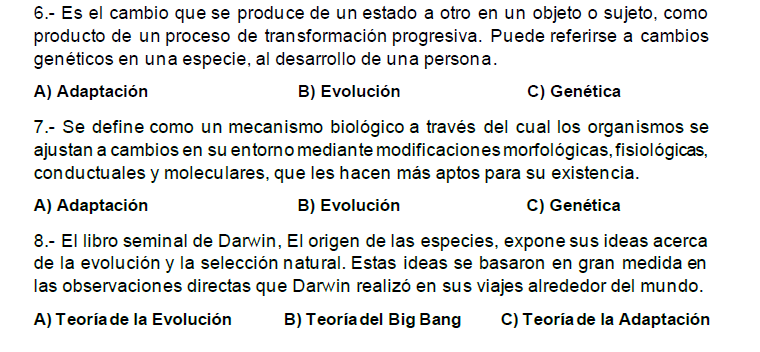 6.- Es el cambio que se produce de un estado a otro en un objeto o sujeto, como
producto de un proceso de transformación progresiva. Puede referirse a cambios
genéticos en una especie, al desarrollo de una persona.
A) Adaptación B) Evolución C) Genética
7.- Se define como un mecanismo biológico a través del cual los organismos se
ajustan a cambios en su entorno mediante modificaciones morfológicas, fisiológicas,
conductuales y moleculares, que les hacen más aptos para su existencia.
A) Adaptación B) Evolución C) Genética
8.- El libro seminal de Darwin, El origen de las especies, expone sus ideas acerca
de la evolución y la selección natural. Estas ideas se basaron en gran medida en
las observaciones directas que Darwin realizó en sus viajes alrededor del mundo.
A) Teoría de la Evolución B) Teoría del Big Bang C) Teoría de la Adaptación